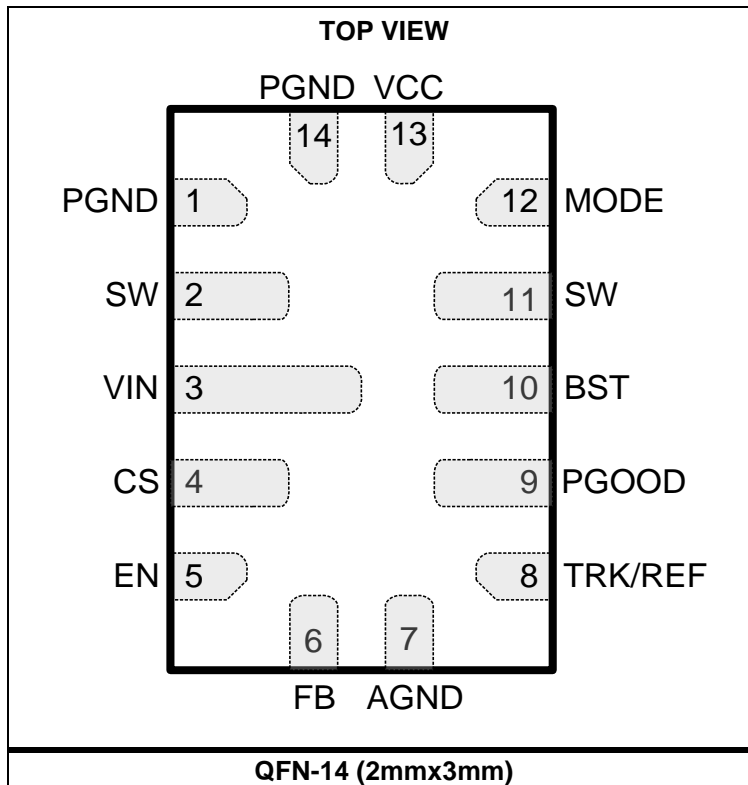 TOP VIEW
PGND VCC
14 13
PGND 1 12 MODE
SW 2 11 SW
VIN 3 10 BST
CS 4 9 PGOOD
EN 5 8 TRK/REF
6 7
FB AGND
QFN-14 (2mmx3mm)